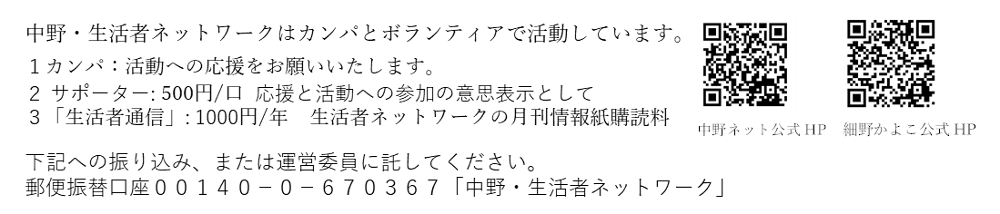 中野・生活者ネットワークはカンパとボランティアで活動しています。
１カンパ：活動への応援をお願いいたします。
２ サポーター: 500円/口 応援と活動への参加の意思表示として
３「生活者通信」: 1000円/年　生活者ネットワークの月刊情報紙購読料
中野ネット公式 HP
細野かよこ公式 HP
下記への振り込み、または運営委員に託してください。
郵便振替口座００１４０－０－６７０３６７「中野・生活者ネットワーク」